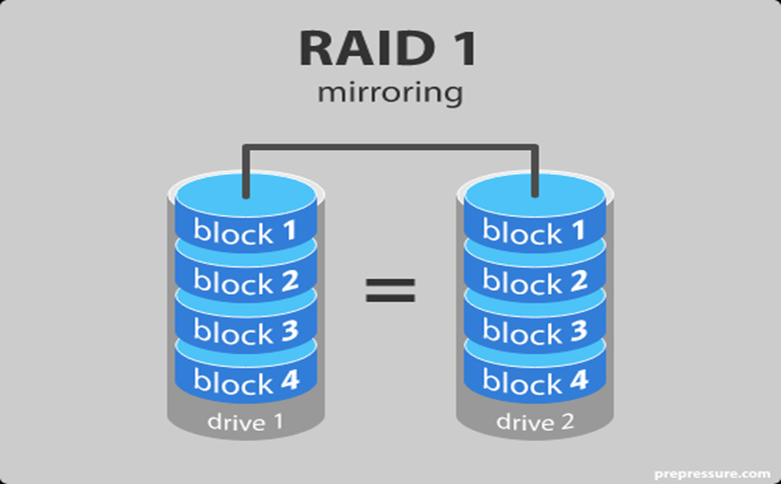 RAID 1
mirroring
block 1
block 2
block 3
block 4
drive 1
=
block 1
block 2
block 3
block 4
drive 2
prepressure.com